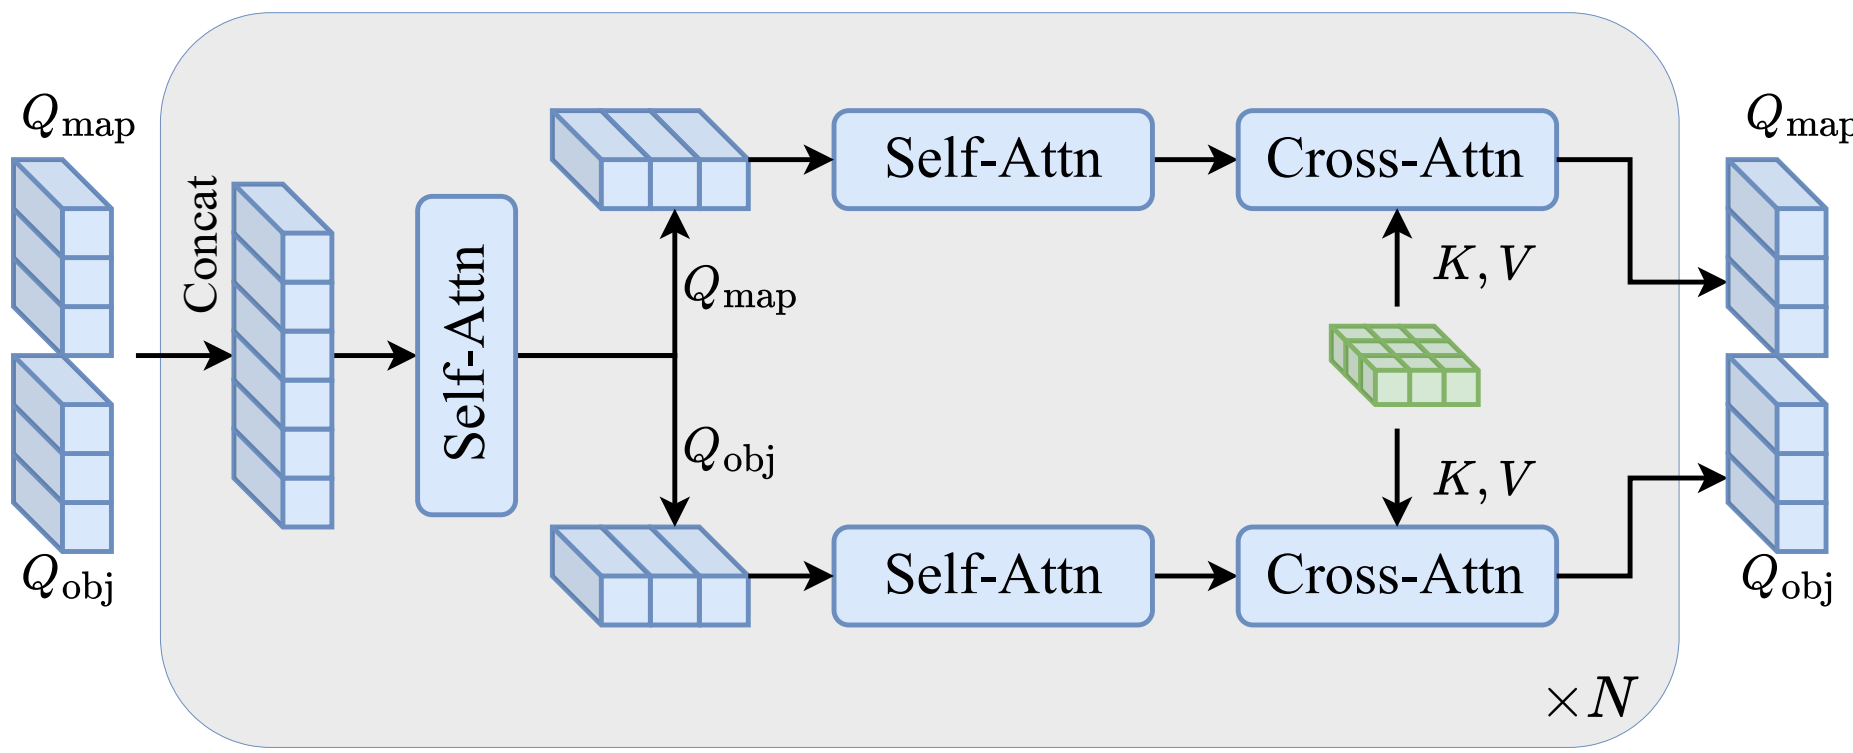 Q_map
Q_obj
Concat
Self-Attn
Q_map
Q_obj
Self-Attn
Cross-Attn
K, V
K, V
Self-Attn
Cross-Attn
Q_map
Q_obj
×N